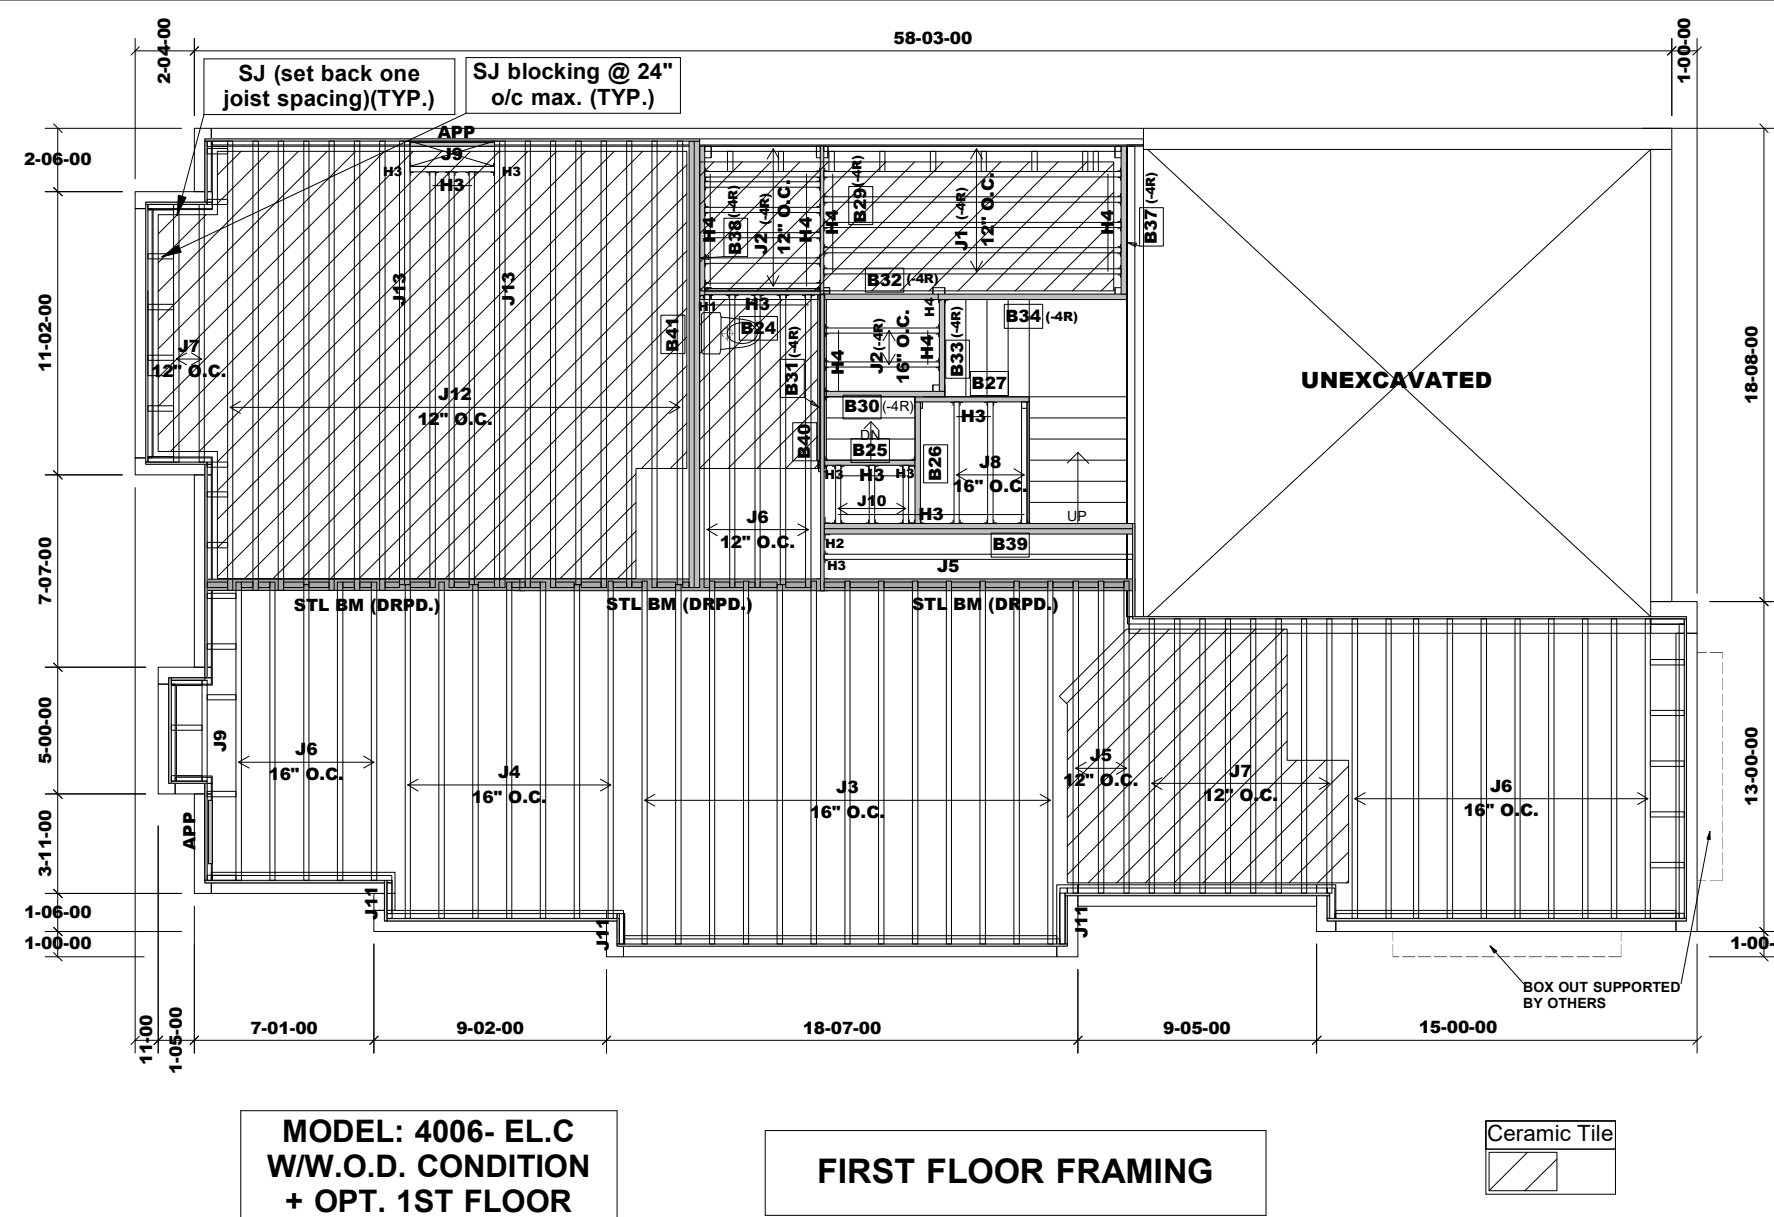 58-03-00
2-04-00
1-00-00
SJ (set back one
joist spacing)(TYP.)
SJ blocking @ 24"
o/c max. (TYP.)
2-06-00
11-02-00
7-07-00
5-00-00
3-11-00
1-06-00
1-00-00
18-08-00
13-00-00
1-00-
APP
J9
H3
H3
H3
J13
J13
J7
12" O.C.
J12
12" O.C.
B41
H4
B38 (-4R)
J2 (-4R)
12" O.C.
H4
H4
B29 (-4R)
J1 (-4R)
12" O.C.
H4
B37 (-4R)
B32 (-4R)
H1
H3
B24
B31 (-4R)
B40
H4
J2 (-4R)
16" O.C.
H4
H4
B33 (-4R)
B34 (-4R)
B27
B30 (-4R)
DN
B25
H3
H3
H3
J10
B26
H3
J8
16" O.C.
H3
UP
J6
12" O.C.
H2
H3
B39
J5
UNEXCAVATED
STL BM (DRPD.)
STL BM (DRPD.)
STL BM (DRPD.)
J9
J6
16" O.C.
J4
16" O.C.
J3
16" O.C.
J5
12" O.C.
J7
12" O.C.
J6
16" O.C.
APP
J11
J11
J11
BOX OUT SUPPORTED
BY OTHERS
11-00
1-05-00
7-01-00
9-02-00
18-07-00
9-05-00
15-00-00
MODEL: 4006- EL.C
W/W.O.D. CONDITION
+ OPT. 1ST FLOOR
FIRST FLOOR FRAMING
Ceramic Tile